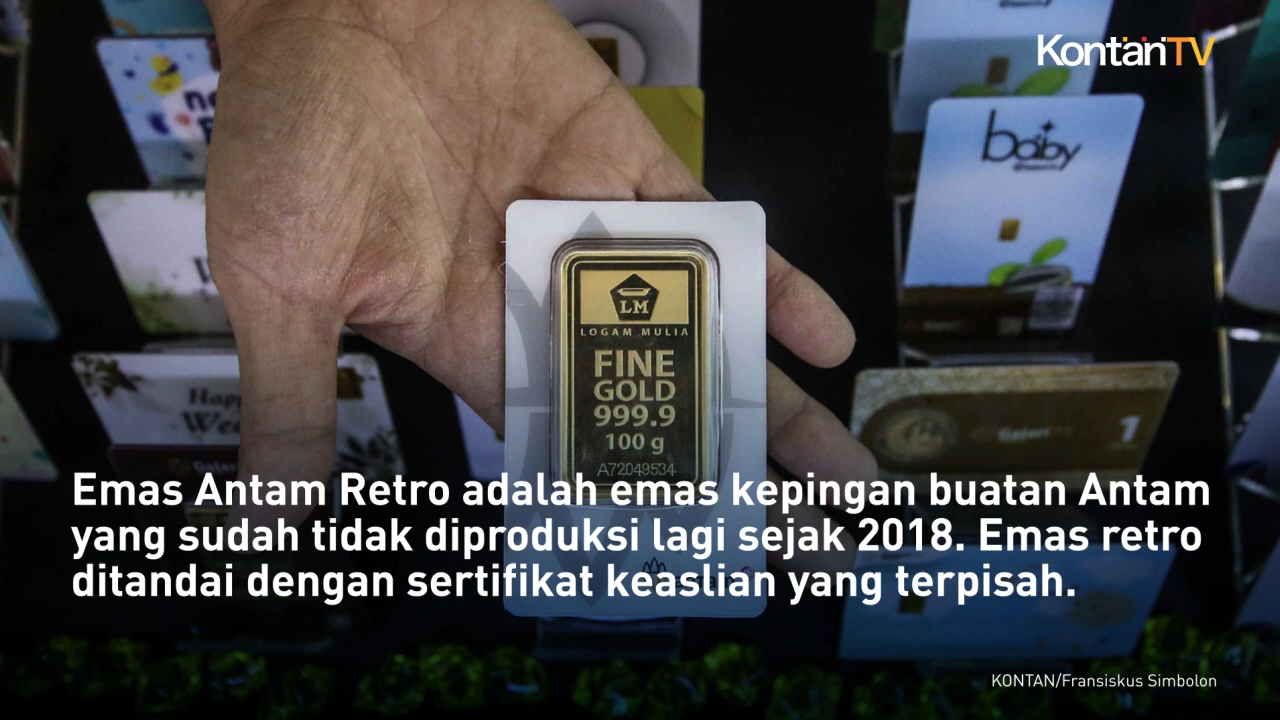 KontanTV
baby
LM
LOGAM MULIA
FINE
GOLD
999.9
100 g
A72049534
1
Emas Antam Retro adalah emas kepingan buatan Antam
yang sudah tidak diproduksi lagi sejak 2018. Emas retro
ditandai dengan sertifikat keaslian yang terpisah.
KONTAN/Fransiskus Simbolon